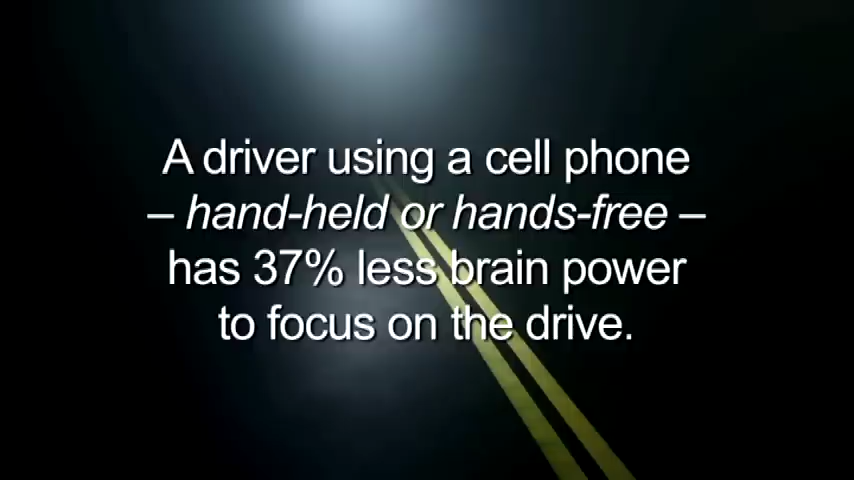 A driver using a cell phone
– hand-held or hands-free –
has 37% less brain power
to focus on the drive.